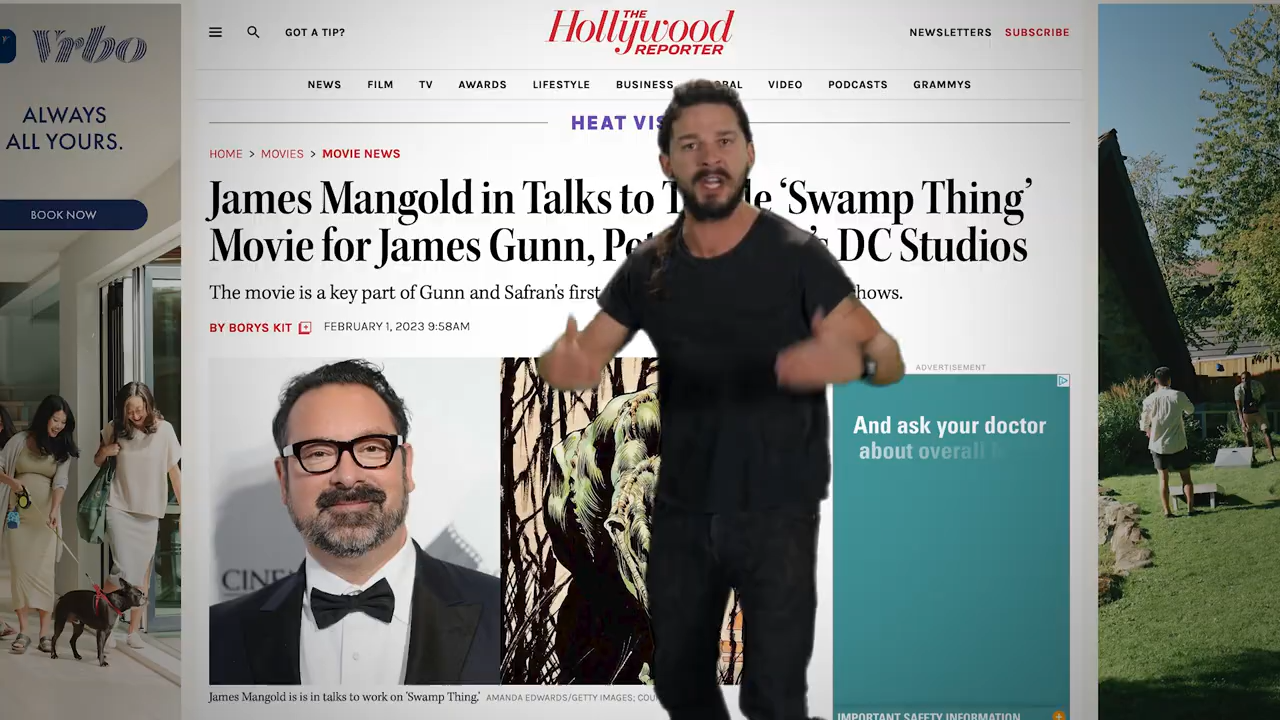 Vrbo
ALWAYS
ALL YOURS.
BOOK NOW
GOT A TIP?
THE
Hollywood
REPORTER
NEWSLETTERS SUBSCRIBE
NEWS FILM TV AWARDS LIFESTYLE BUSINESS VIDEO PODCASTS GRAMMYS
HEAT
HOME > MOVIES > MOVIE NEWS
James Mangold in Talks to 'Swamp Thing'
Movie for James Gunn, DC Studios
The movie is a key part of Gunn and Safran's first
BY BORYS KIT FEBRUARY 1, 2023 9:58AM
ADVERTISEMENT
And ask your doctor
about overall
James Mangold is is in talks to work on 'Swamp Thing.' AMANDA EDWARDS/GETTY IMAGES;
IMPORTANT SAFETY INFORMATION